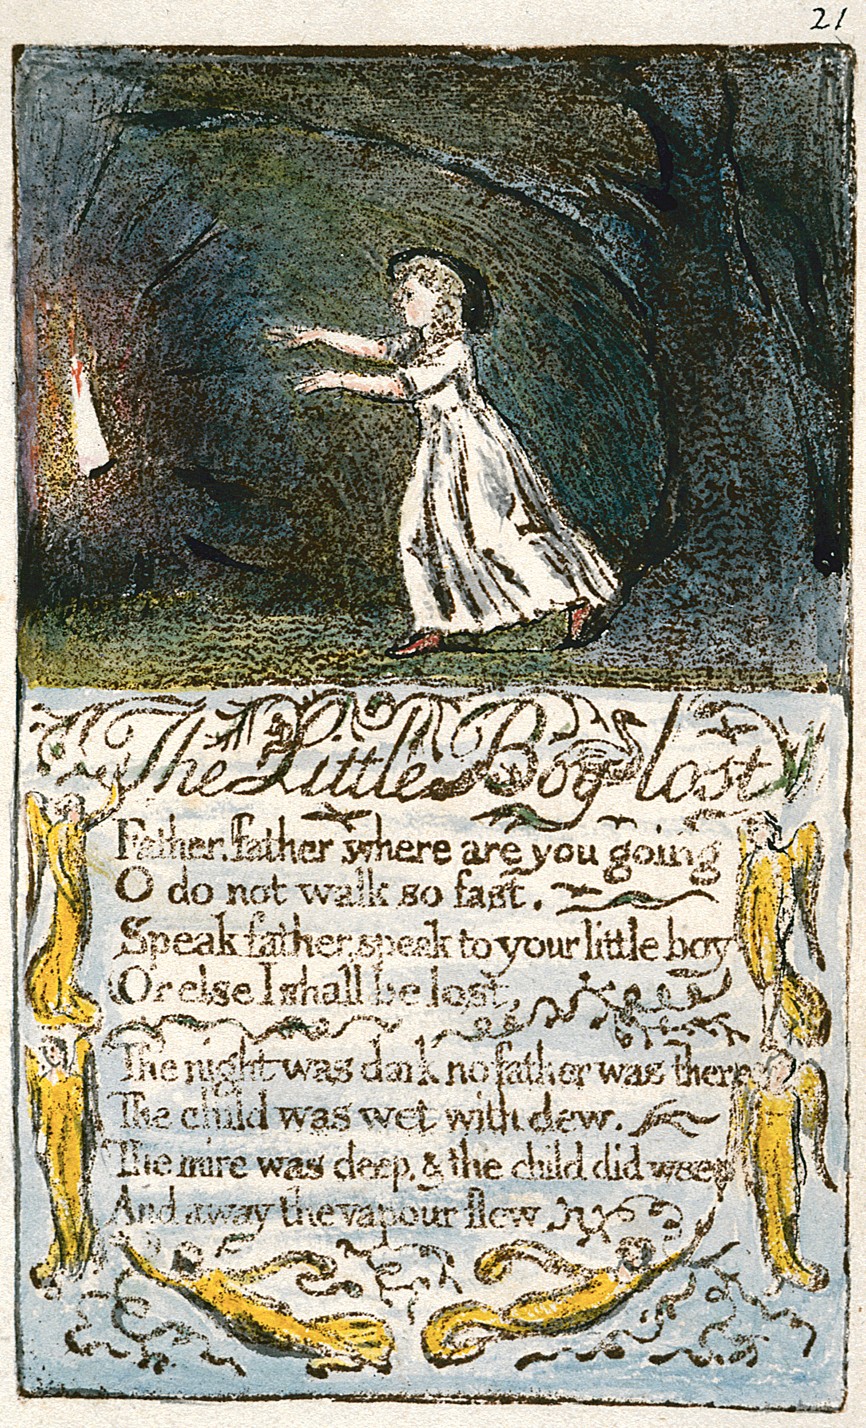 21
The Little Boy lost
Father, father where are you going
O do not walk so fast.
Speak father, speak to your little boy
Or else I shall be lost,
The night was dark no father was there
The child was wet with dew.
The mire was deep, & the child did weep
And away the vapour flew.